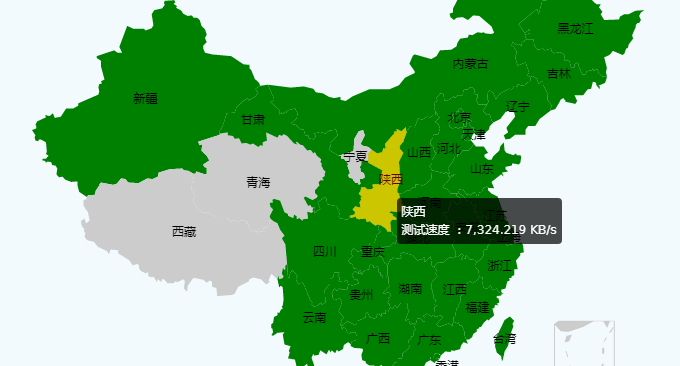 黑龙江
内蒙古
吉林
新疆
辽宁
甘肃
北京
天津
宁夏
山西
河北
山东
青海
陕西
陕西
测试速度 : 7,324.219 KB/s
西藏
四川
重庆
浙江
贵州
湖南
江西
福建
云南
广西
广东
台湾